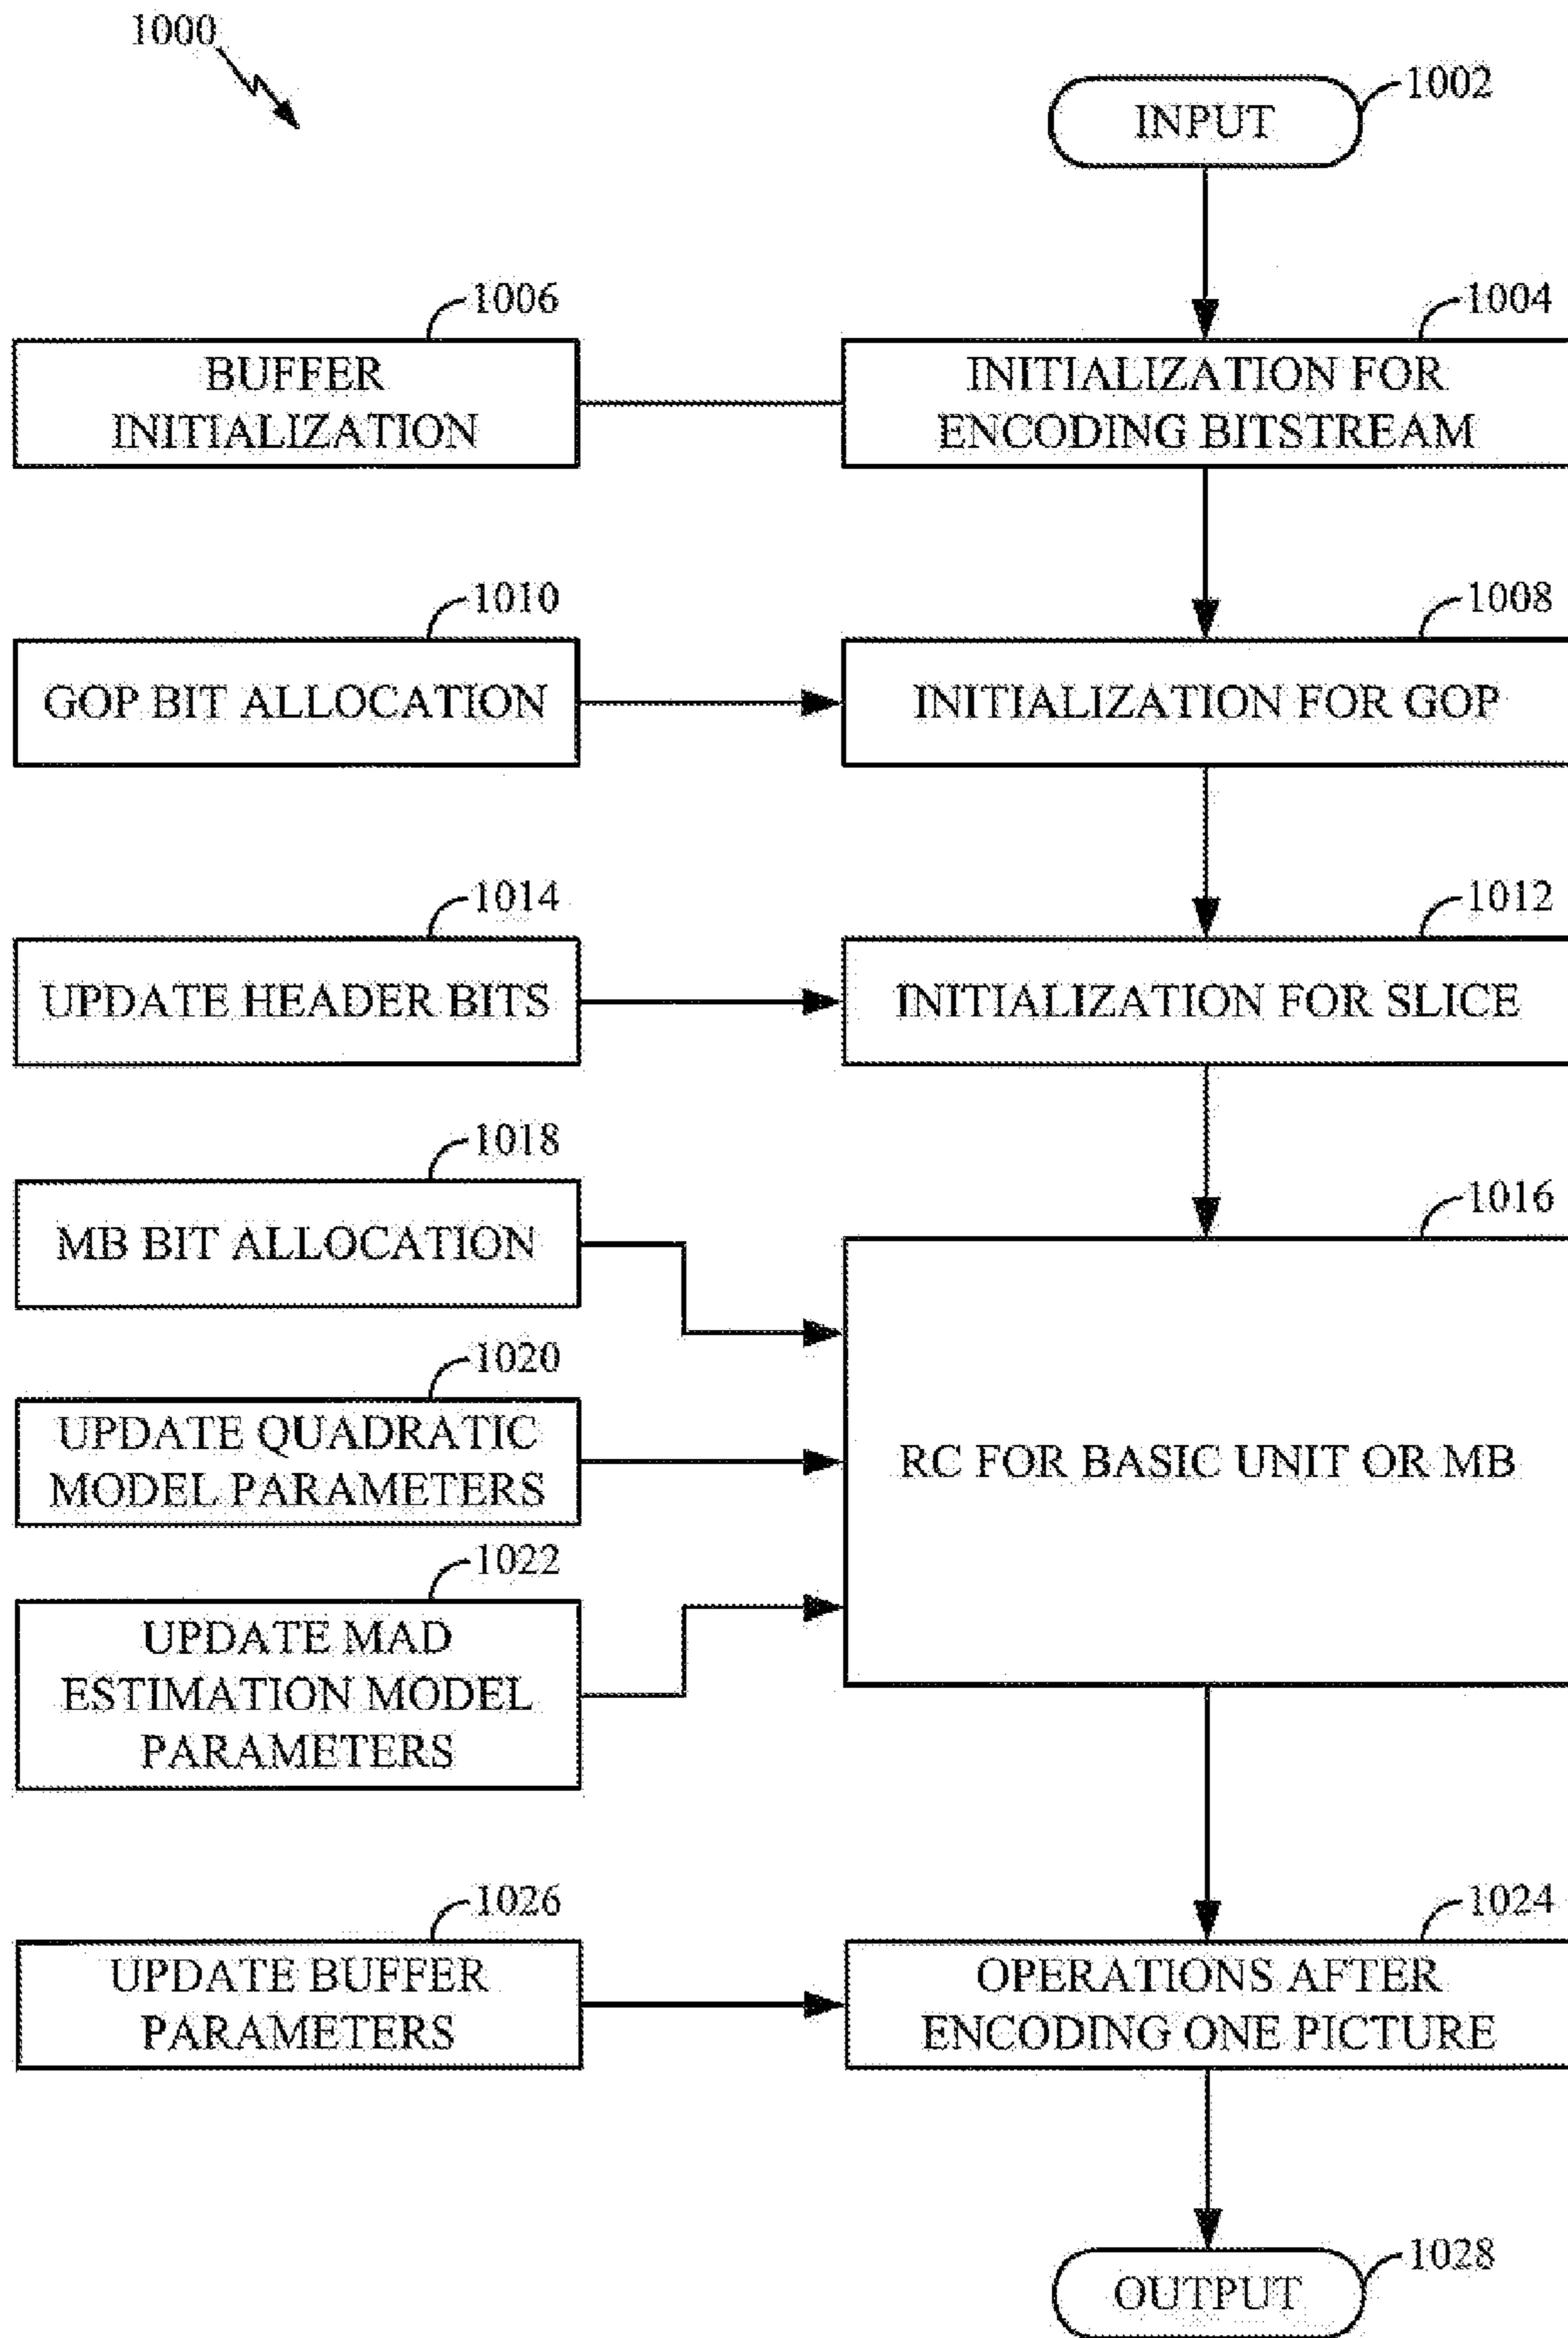 1000
1002
INPUT
1006
BUFFER
INITIALIZATION
1004
INITIALIZATION FOR
ENCODING BITSTREAM
1010
GOP BIT ALLOCATION
1008
INITIALIZATION FOR GOP
1014
UPDATE HEADER BITS
1012
INITIALIZATION FOR SLICE
1018
MB BIT ALLOCATION
1016
RC FOR BASIC UNIT OR MB
1020
UPDATE QUADRATIC
MODEL PARAMETERS
1022
UPDATE MAD
ESTIMATION MODEL
PARAMETERS
1026
UPDATE BUFFER
PARAMETERS
1024
OPERATIONS AFTER
ENCODING ONE PICTURE
1028
OUTPUT